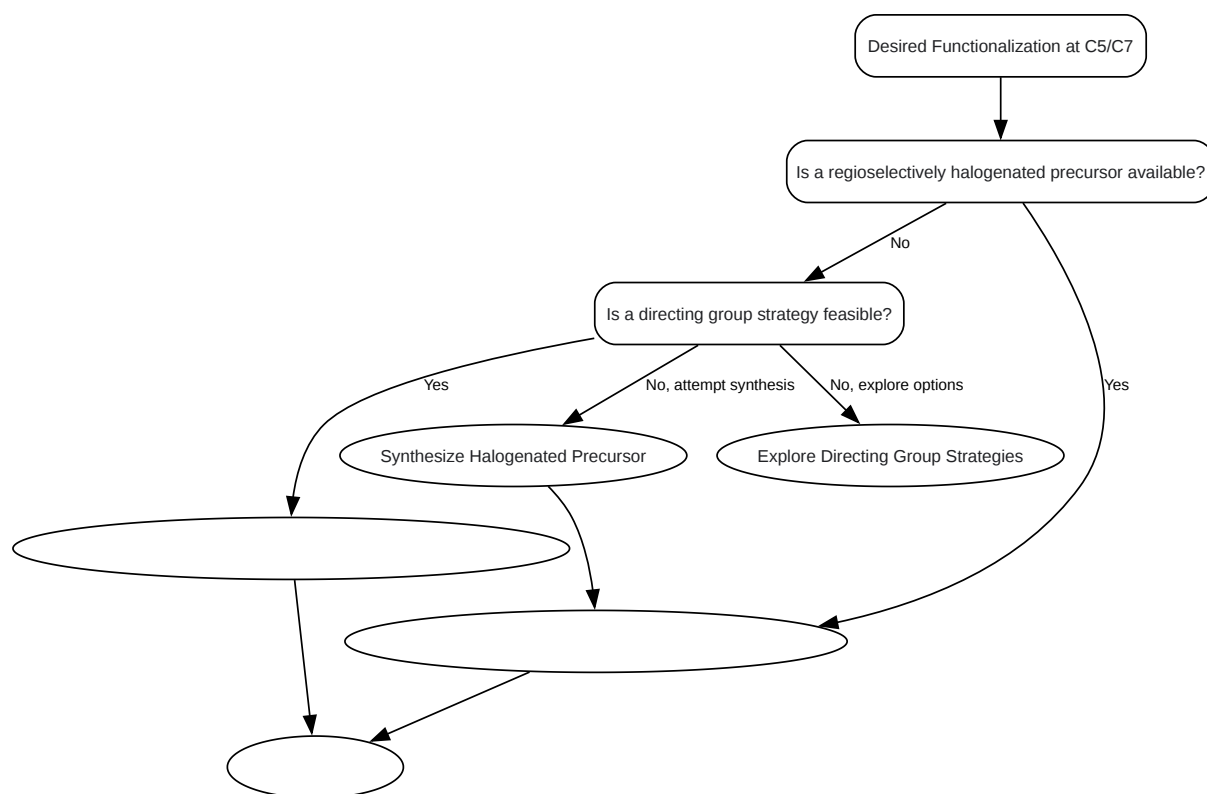 Desired Functionalization at C5/C7
Is a regioselectively halogenated precursor available?
No
Is a directing group strategy feasible?
Yes
No, attempt synthesis
No, explore options
Yes
Synthesize Halogenated Precursor
Explore Directing Group Strategies